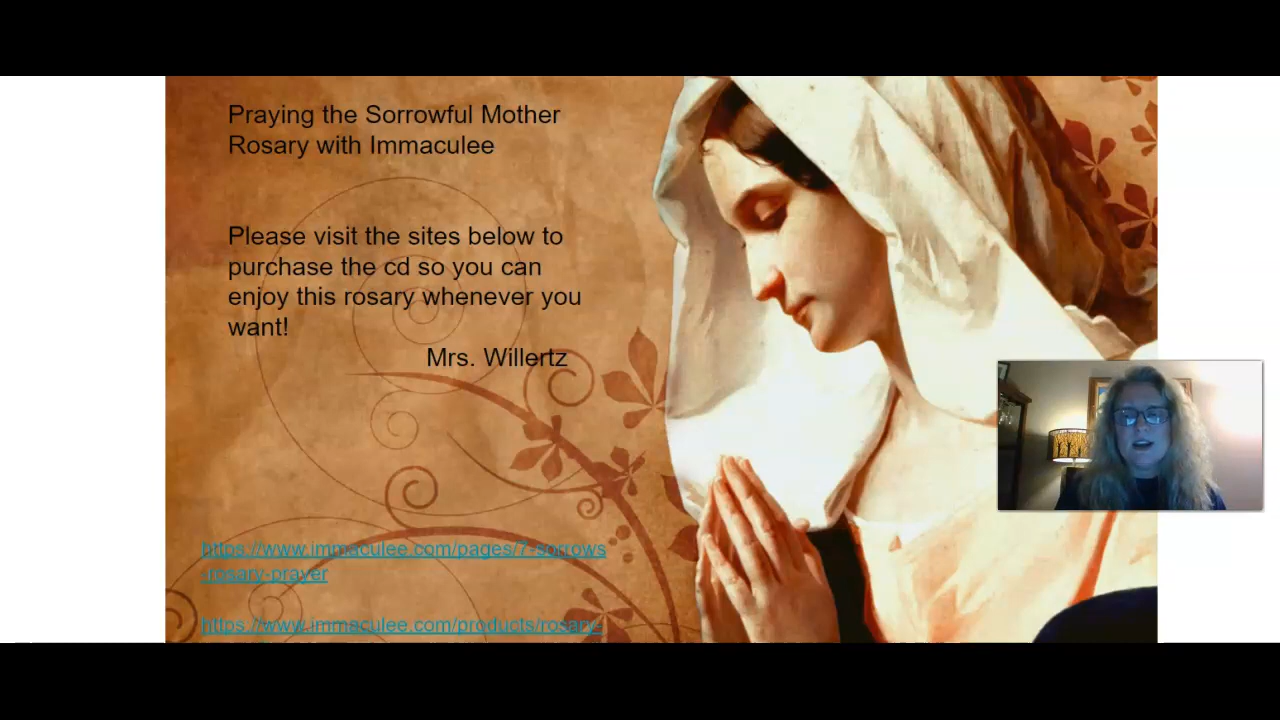 Praying the Sorrowful Mother
Rosary with Immaculee
Please visit the sites below to
purchase the cd so you can
enjoy this rosary whenever you
want!
Mrs. Willertz
https://www.immaculee.com/pages/7-sorrows
-rosary-prayer
https://www.immaculee.com/products/rosary-